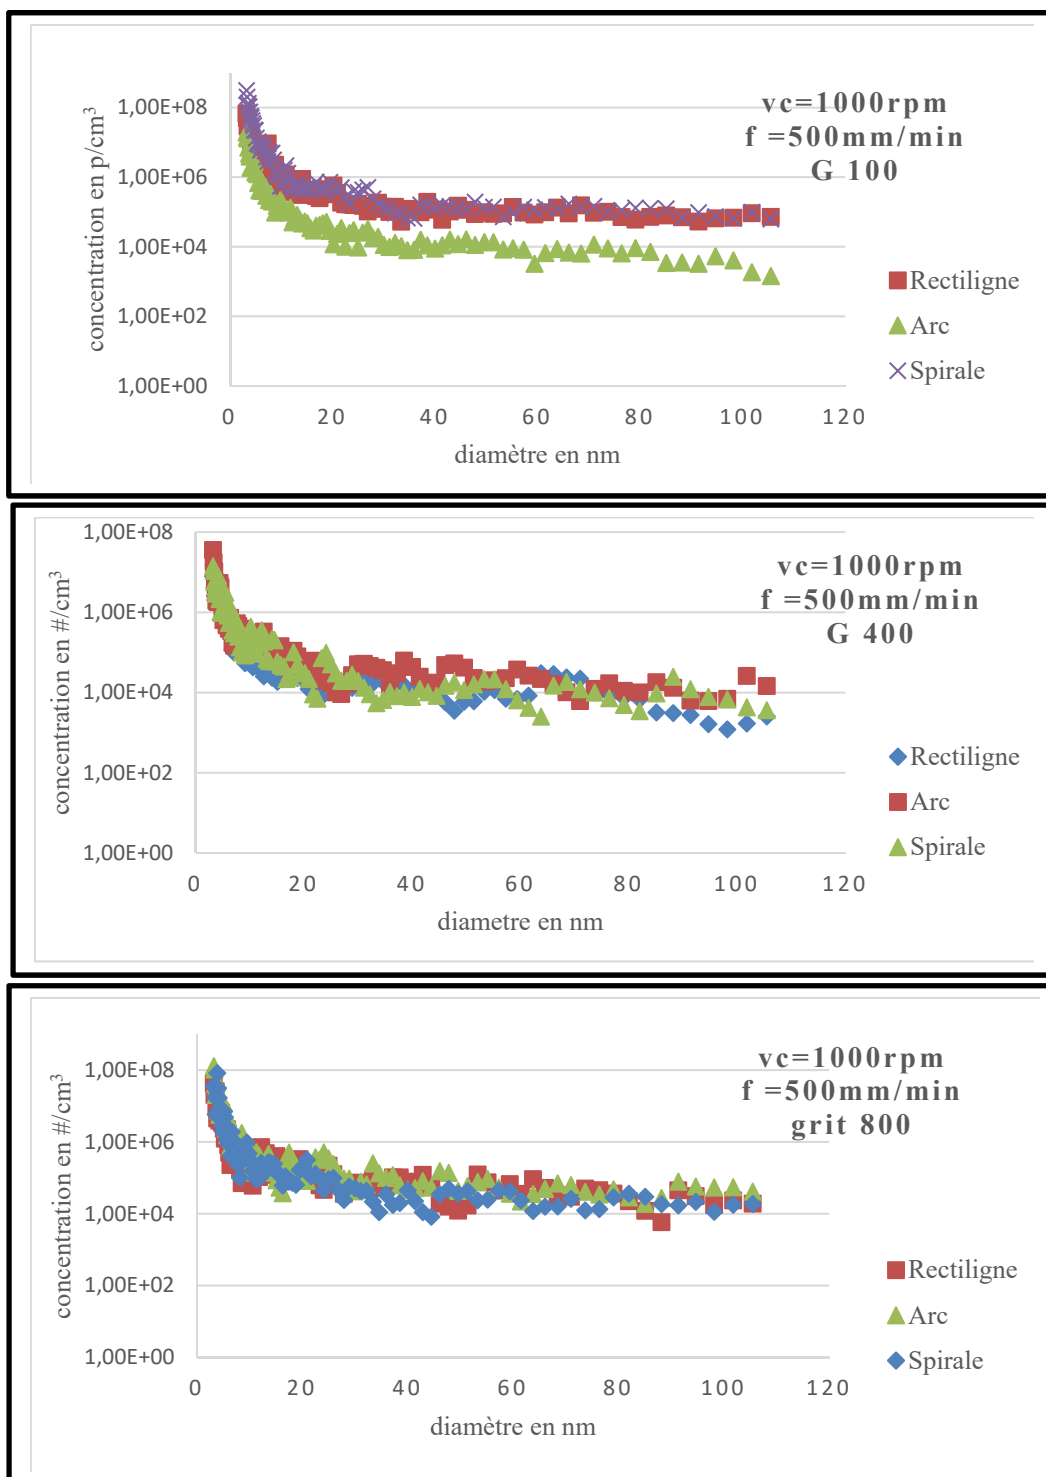 vc=1000rpm
f =500mm/min
G 100
concentration en p/cm³
1,00E+08
1,00E+06
1,00E+04
1,00E+02
1,00E+00
0 20 40 60 80 100 120
diamètre en nm
Rectiligne
Arc
Spirale
vc=1000rpm
f =500mm/min
G 400
concentration en #/cm³
1,00E+08
1,00E+06
1,00E+04
1,00E+02
1,00E+00
0 20 40 60 80 100 120
diametre en nm
Rectiligne
Arc
Spirale
vc=1000rpm
f =500mm/min
grit 800
concentration en #/cm³
1,00E+08
1,00E+06
1,00E+04
1,00E+02
1,00E+00
0 20 40 60 80 100 120
diamètre en nm
Rectiligne
Arc
Spirale